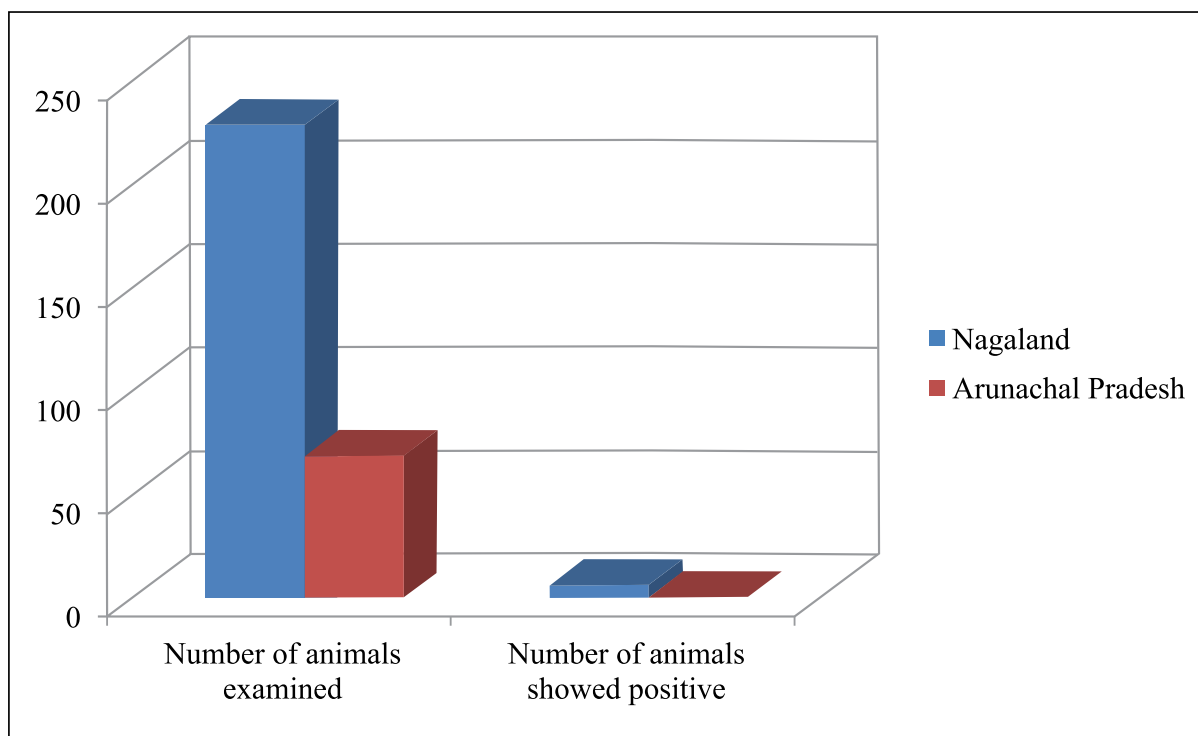 250
200
150
100
50
0
Number of animals
examined
Number of animals
showed positive
Nagaland
Arunachal Pradesh